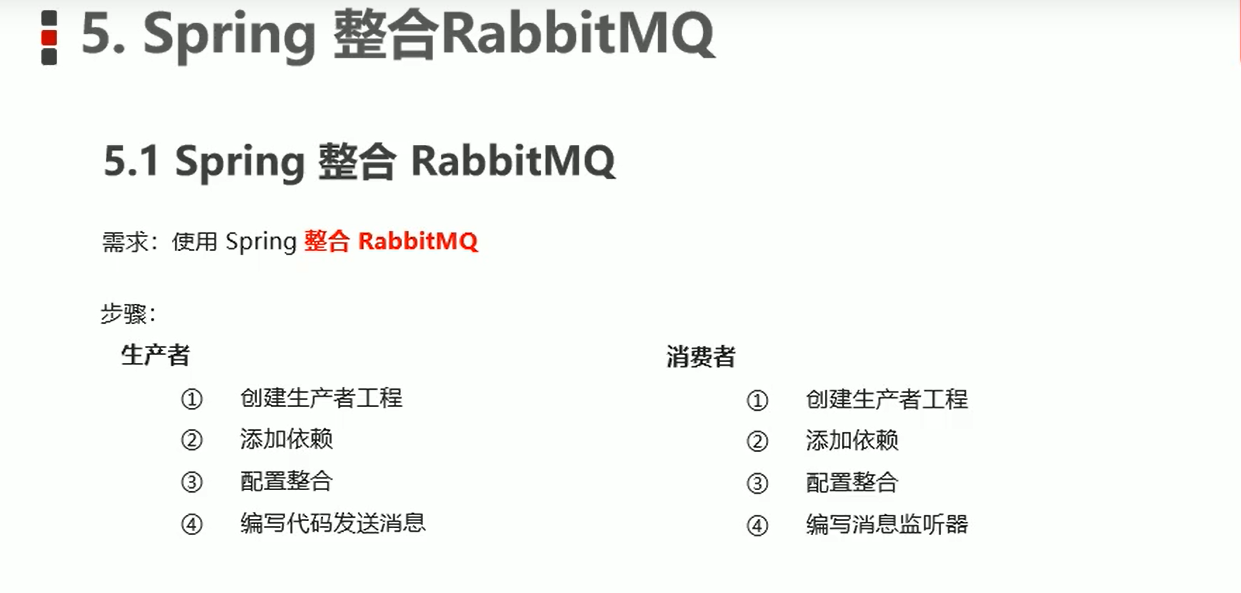 5. Spring 整合RabbitMQ
5.1 Spring 整合 RabbitMQ
需求：使用 Spring 整合 RabbitMQ
步骤：
生产者
① 创建生产者工程
② 添加依赖
③ 配置整合
④ 编写代码发送消息
消费者
① 创建生产者工程
② 添加依赖
③ 配置整合
④ 编写消息监听器